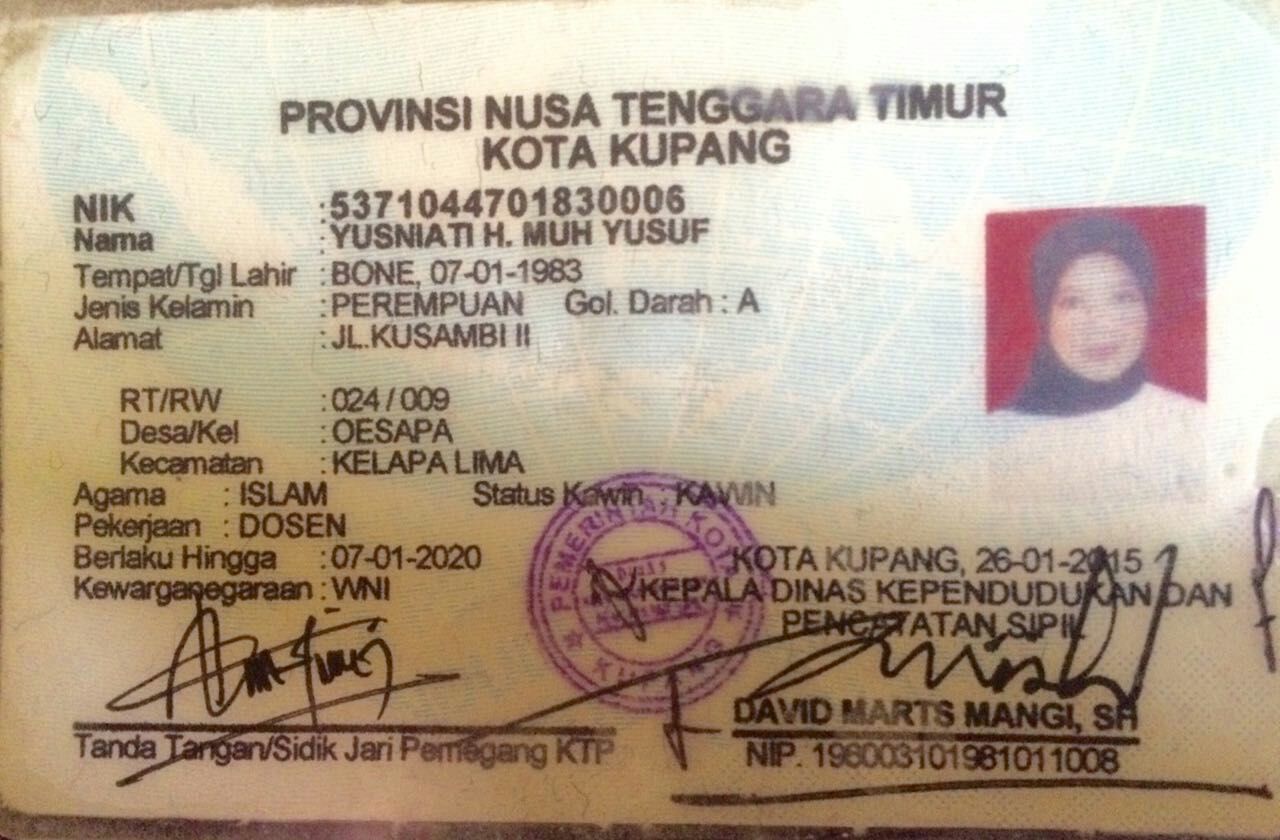 PROVINSI NUSA TENGGARA TIMUR
KOTA KUPANG
NIK : 5371044701830006
Nama : YUSNIATI H. MUH YUSUF
Tempat/Tgl Lahir : BONE, 07-01-1983
Jenis Kelamin : PEREMPUAN Gol. Darah : A
Alamat : JL.KUSAMBI II
RT/RW : 024 / 009
Desa/Kel : OESAPA
Kecamatan : KELAPA LIMA
Agama : ISLAM Status Kawin : KAWIN
Pekerjaan : DOSEN
Berlaku Hingga : 07-01-2020
Kewarganegaraan : WNI
KOTA KUPANG, 26-01-2015
KEPALA DINAS KEPENDUDUKAN DAN
PENCATATAN SIPIL
PEMERINTAH KOTA
KUPANG
DAVID MARTS MANGI, SH
NIP. 196003101981011008
Tanda Tangan/Sidik Jari Pemegang KTP